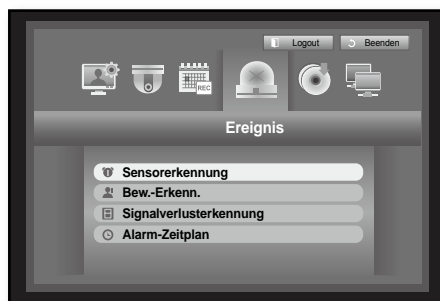 Logout Beenden
REC
Ereignis
Sensorerkennung
Bew.-Erkenn.
Signalverlusterkennung
Alarm-Zeitplan